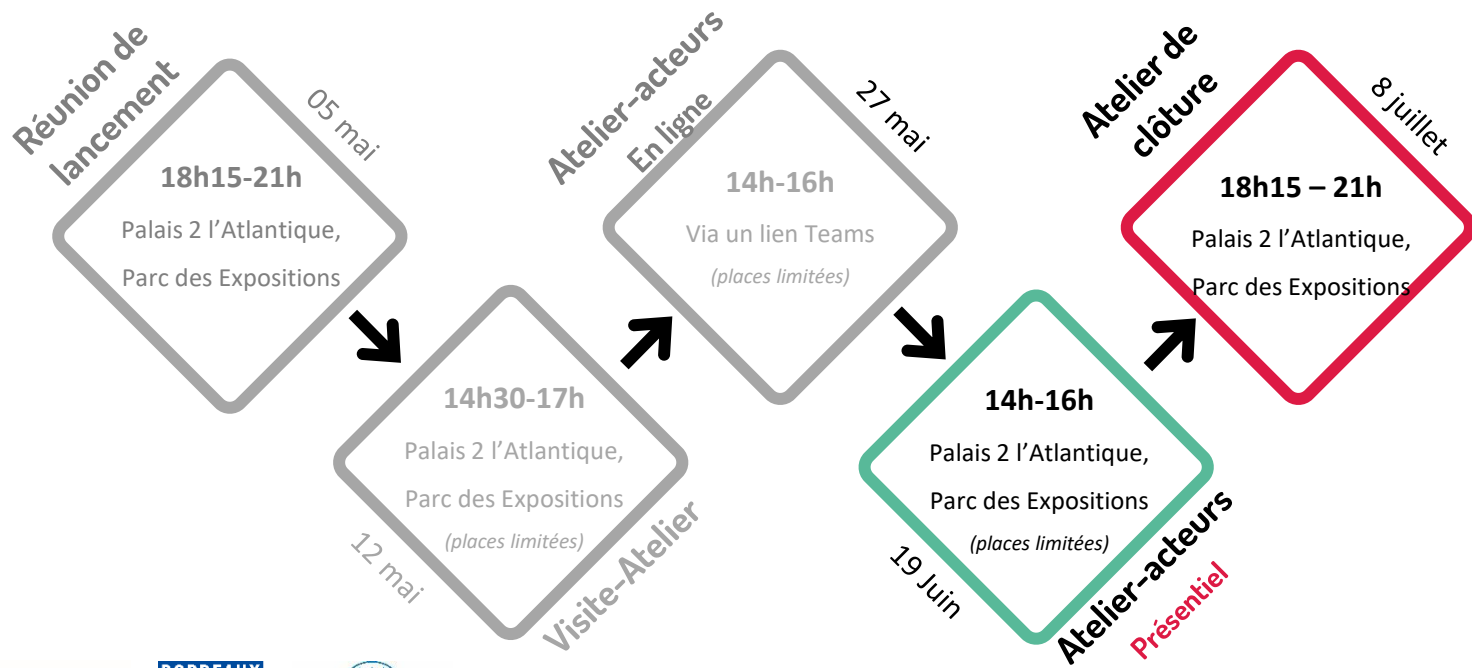 Réunion de
lancement
05 mai
18h15-21h
Palais 2 l’Atlantique,
Parc des Expositions
14h30-17h
Palais 2 l’Atlantique,
Parc des Expositions
(places limitées)
12 mai
Visite-Atelier
Atelier-acteurs
En ligne
27 mai
14h-16h
Via un lien Teams
(places limitées)
14h-16h
Palais 2 l’Atlantique,
Parc des Expositions
(places limitées)
19 Juin
Atelier-acteurs
Présentiel
Atelier de
clôture
8 juillet
18h15 – 21h
Palais 2 l’Atlantique,
Parc des Expositions
BORDEAUX